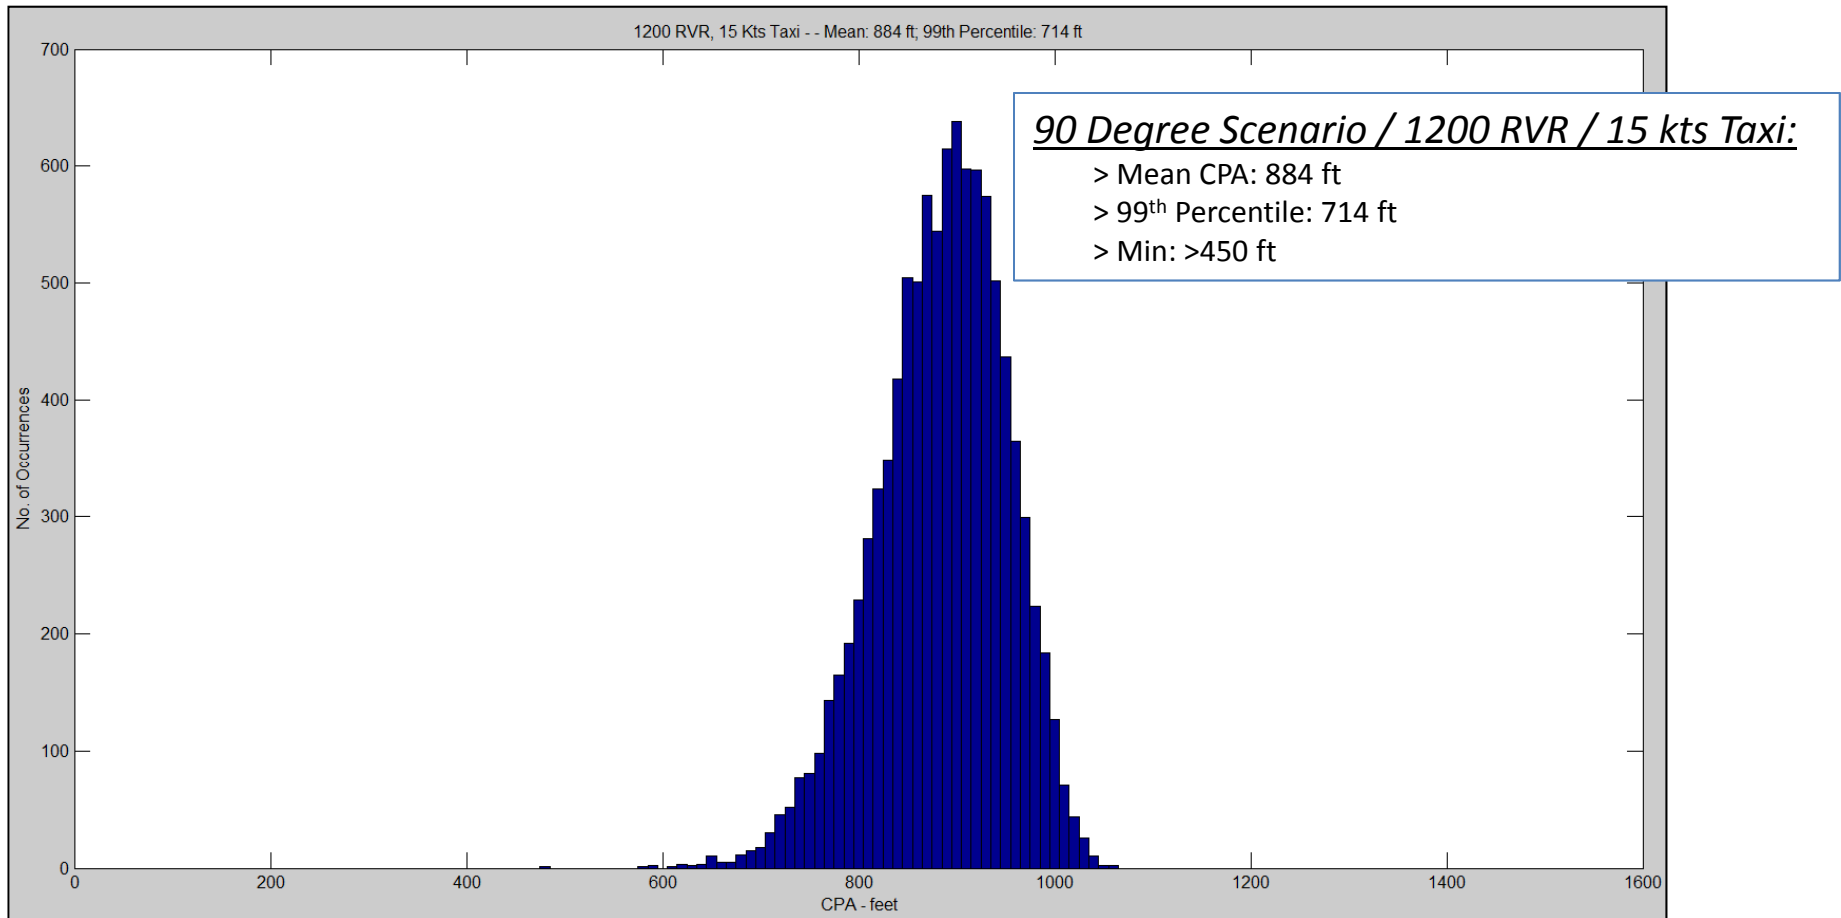 1200 RVR, 15 Kts Taxi - - Mean: 884 ft; 99th Percentile: 714 ft
90 Degree Scenario / 1200 RVR / 15 kts Taxi:
> Mean CPA: 884 ft
> 99th Percentile: 714 ft
> Min: >450 ft
No. of Occurrences
700
600
500
400
300
200
100
0
0 200 400 600 800 1000 1200 1400 1600
CPA - feet